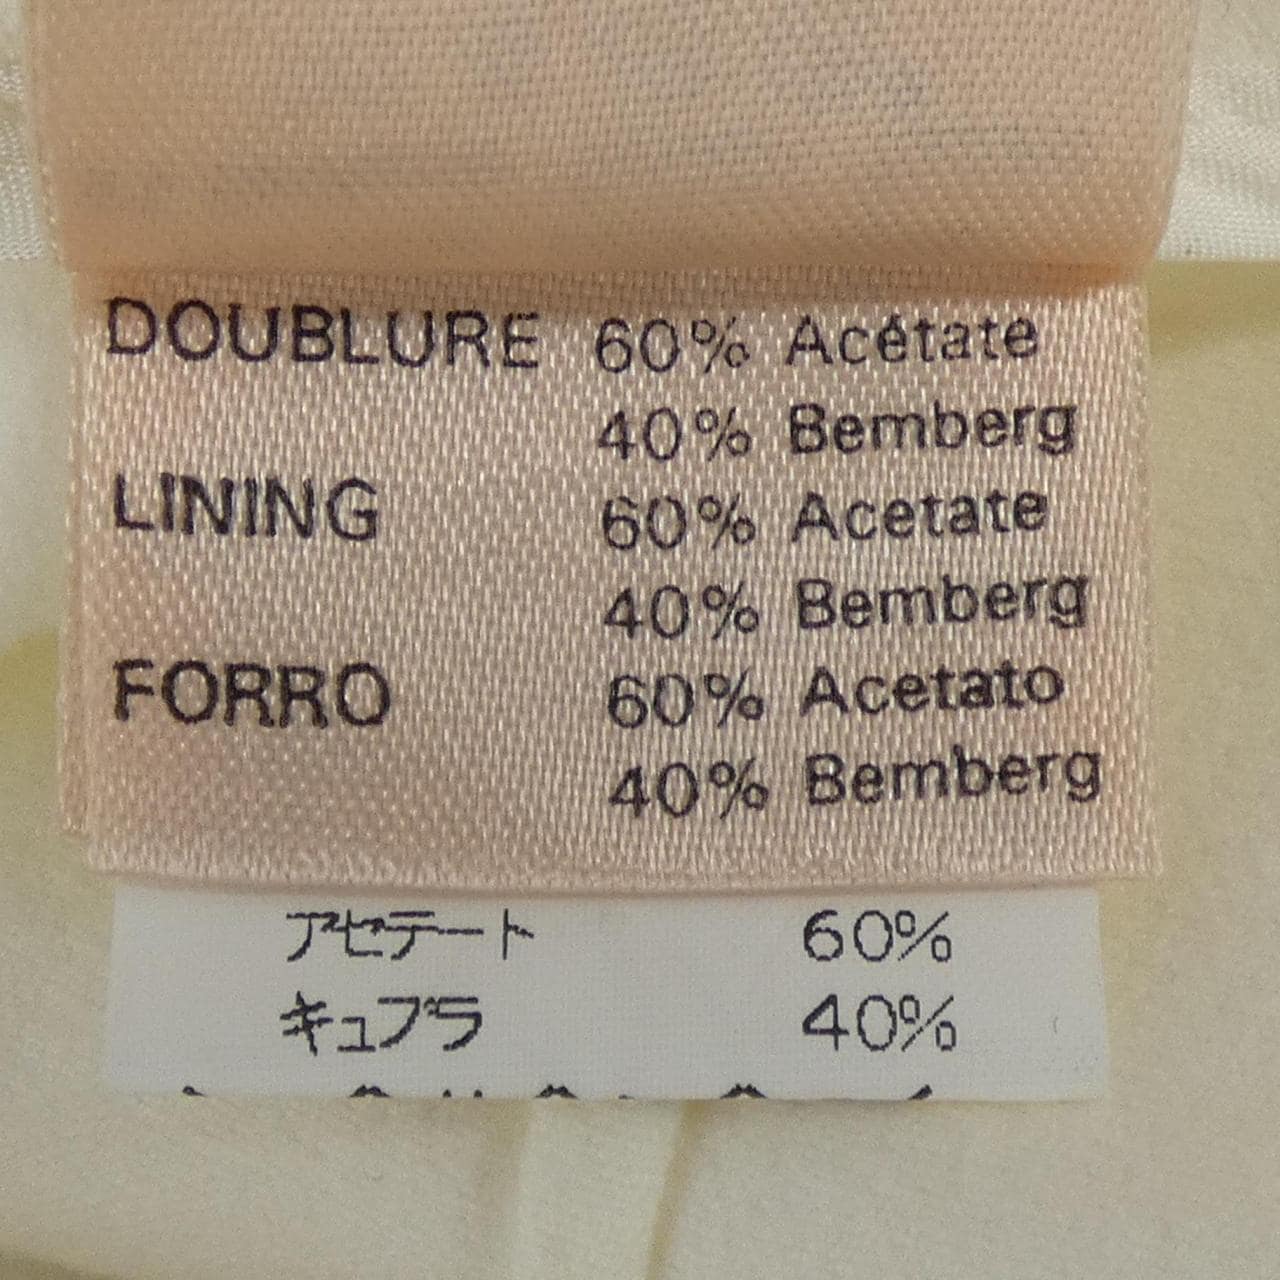 DOUBLURE 60% Acétate
40% Bemberg
LINING 60% Acetate
40% Bemberg
FORRO 60% Acetato
40% Bemberg
アセテート 60%
キュプラ 40%